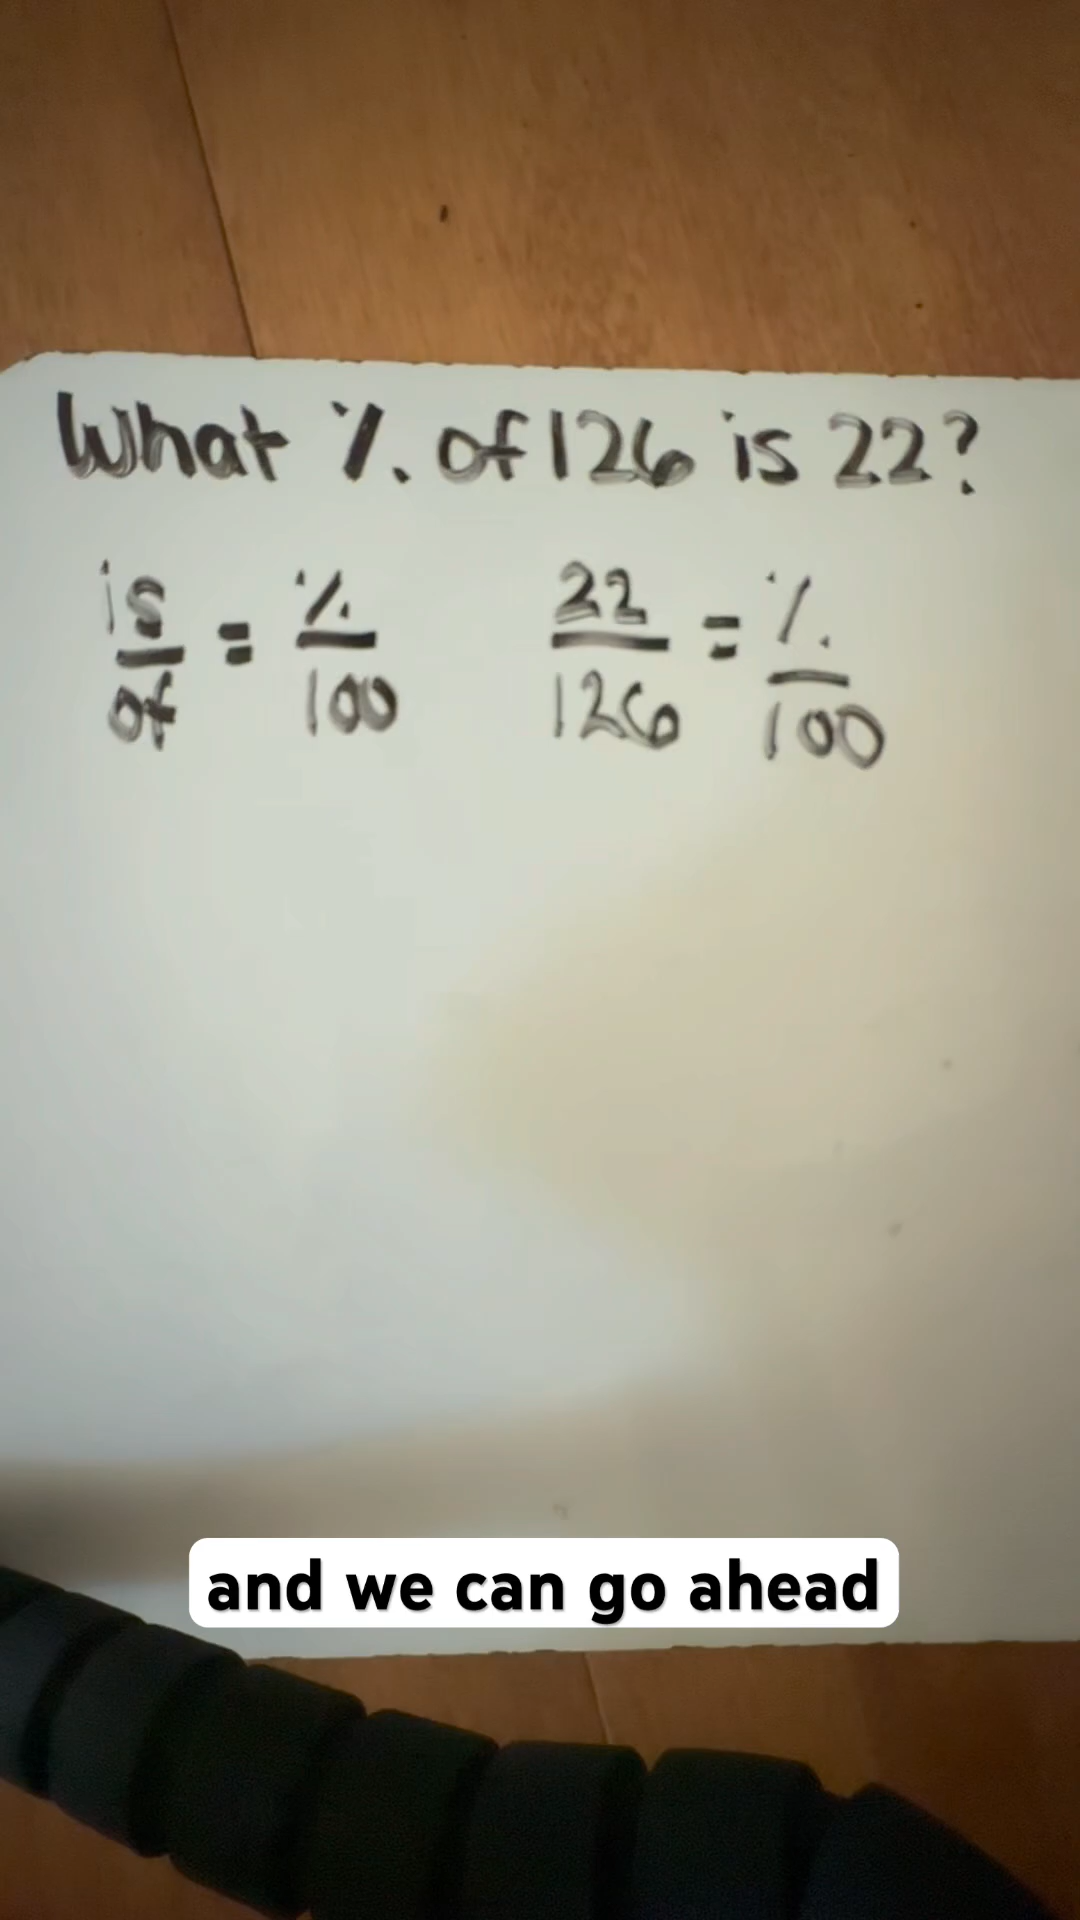 What % of 126 is 22?
is/of = %/100 22/126 = %/100
and we can go ahead